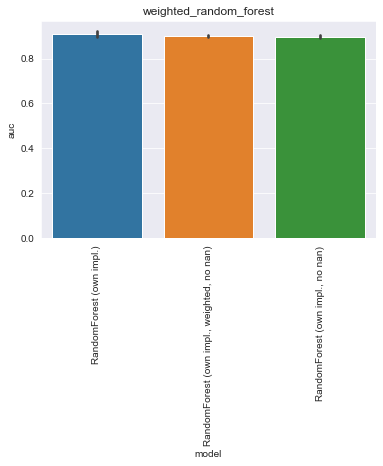 weighted_random_forest
auc
0.8
0.6
0.4
0.2
0.0
RandomForest (own impl.)
RandomForest (own impl., weighted, no nan)
RandomForest (own impl., no nan)
model